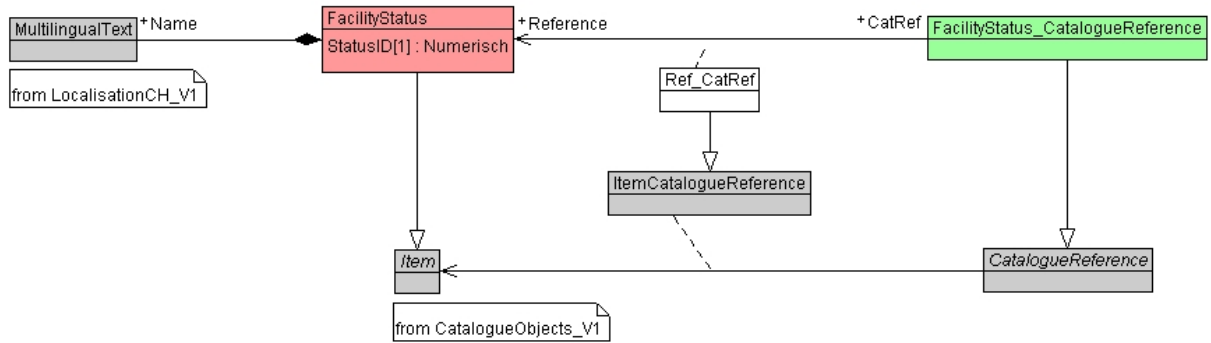 MultilingualText
+Name
FacilityStatus
StatusID[1] : Numerisch
+Reference
+CatRef
FacilityStatus_CatalogueReference
from LocalisationCH_V1
Ref_CatRef
ItemCatalogueReference
Item
CatalogueReference
from CatalogueObjects_V1